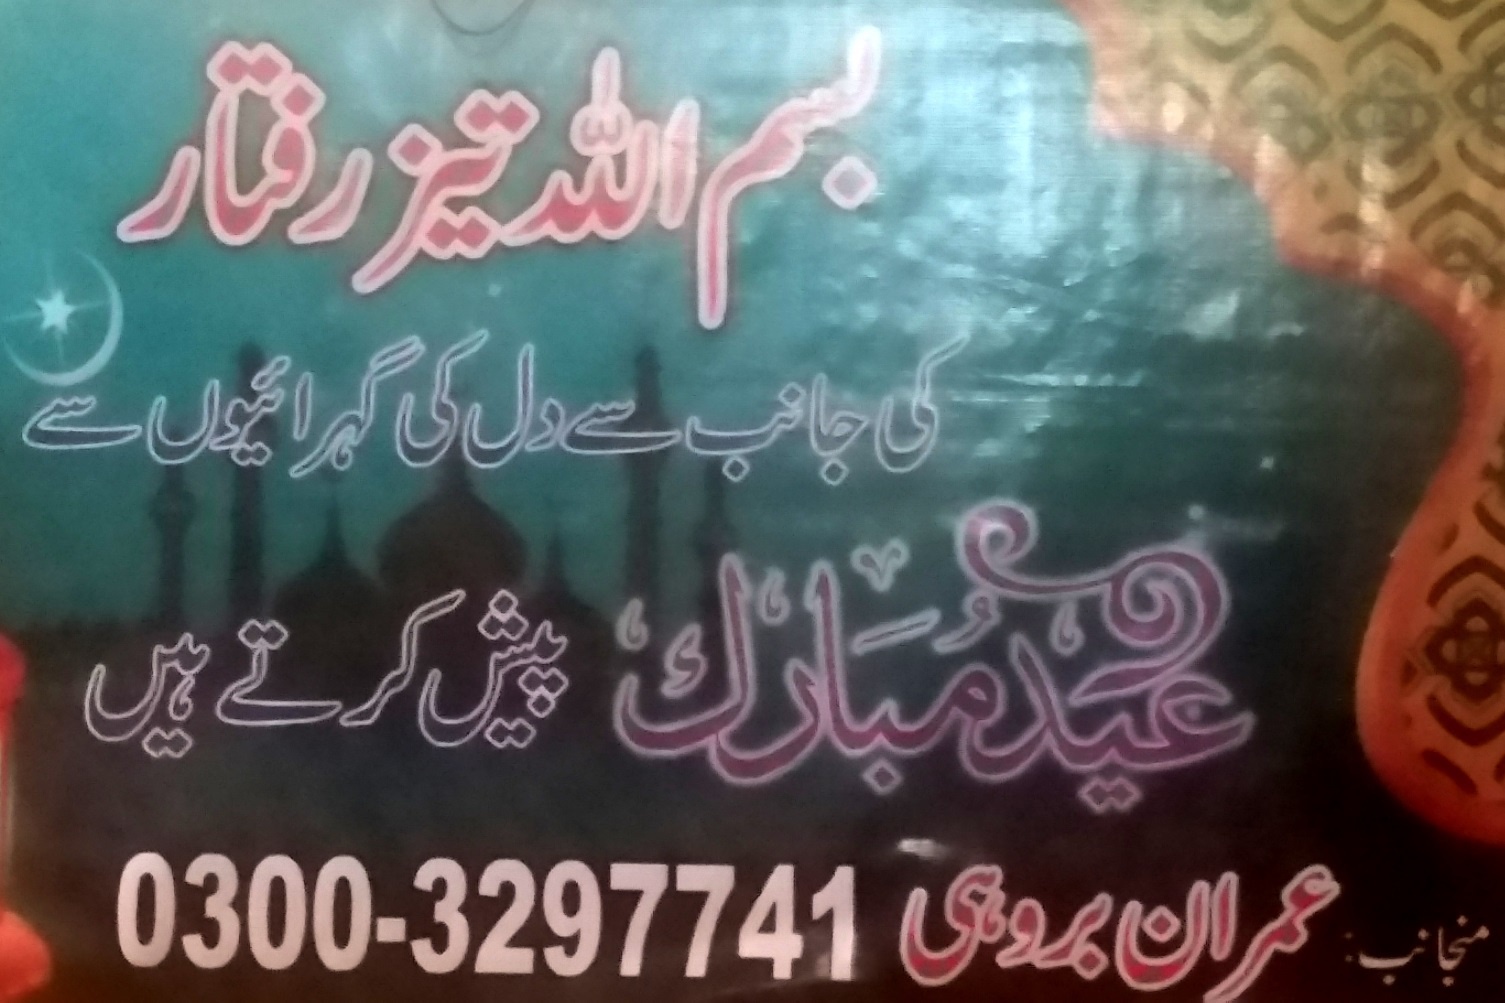 بسم اللہ تیز رفتار
کی جانب سے دل کی گہرائیوں سے
عید مُبَارک پیش کرتے ہیں
منجانب: عمران بروہی 0300-3297741